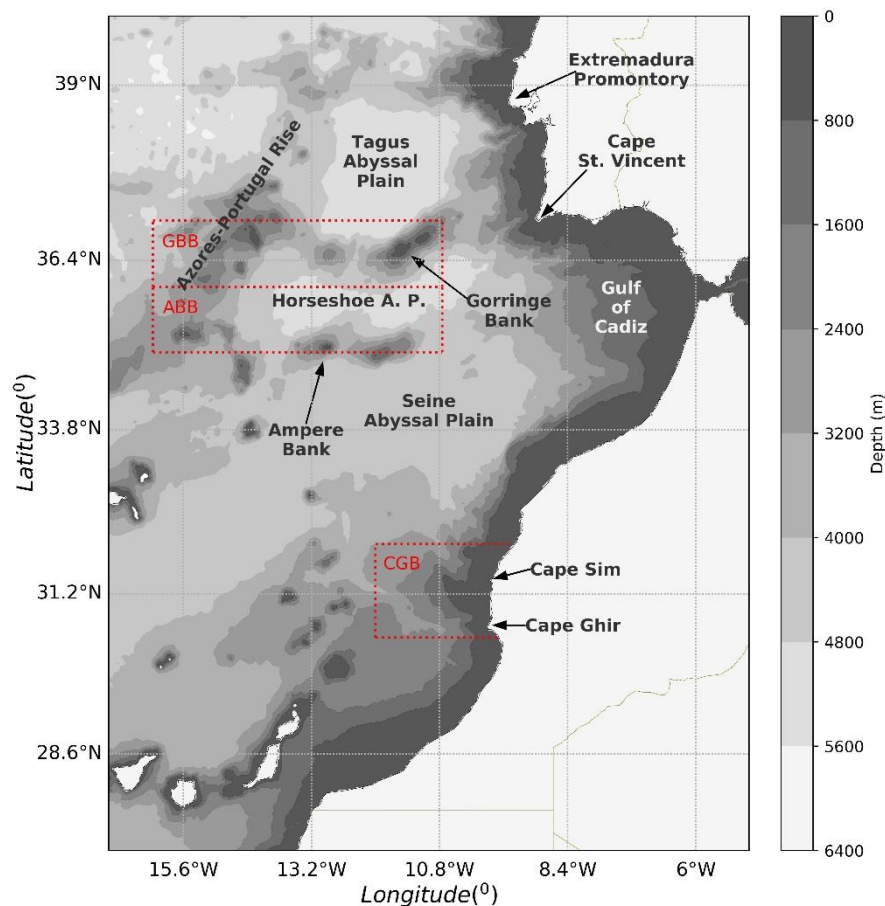 Extremadura
Promontory
Tagus
Abyssal
Plain
Cape
St. Vincent
Azores-Portugal Rise
GBB
ABB
Horseshoe A. P.
Gorringe
Bank
Gulf
of
Cadiz
Seine
Abyssal Plain
Ampere
Bank
CGB
Cape Sim
Cape Ghir
39°N
36.4°N
33.8°N
31.2°N
28.6°N
Latitude(⁰)
15.6°W
13.2°W
10.8°W
8.4°W
6°W
Longitude(⁰)
0
800
1600
2400
3200
4000
4800
5600
6400
Depth (m)